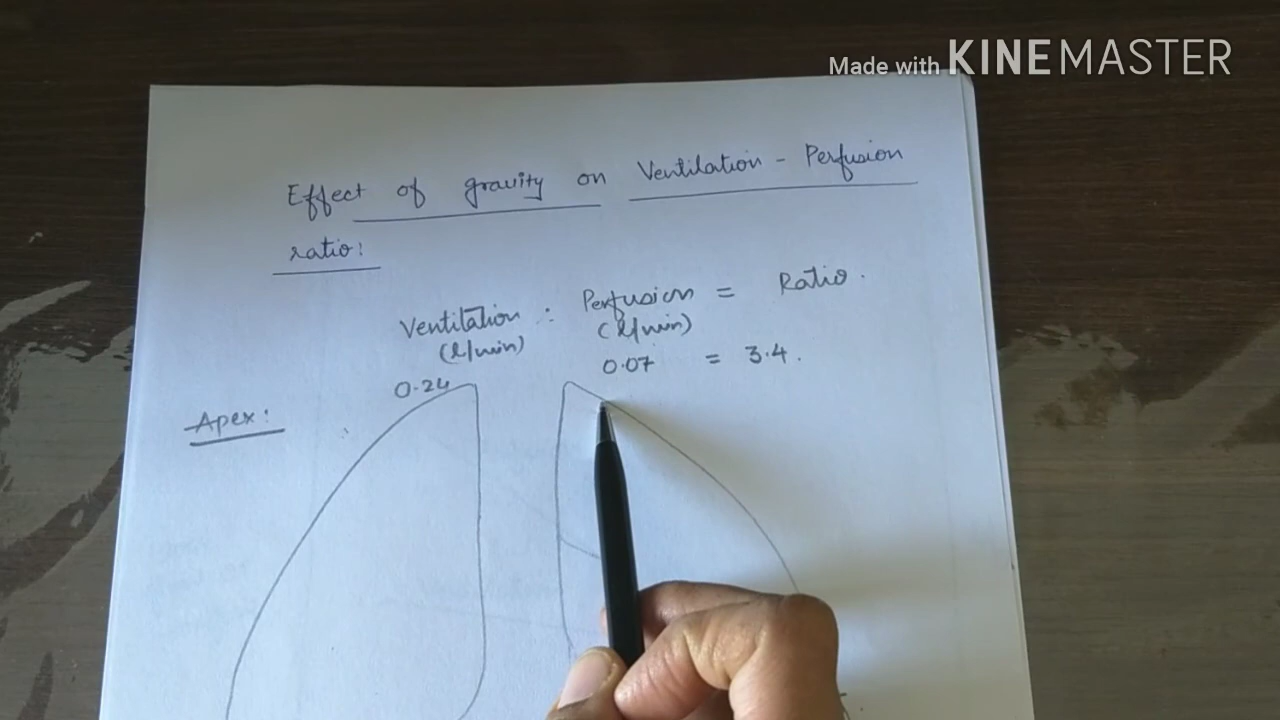 Made with KINEMASTER
Effect of gravity on Ventilation - Perfusion
ratio:
Ventilation : Perfusion = Ratio.
(l/min) (l/min)
0.24 0.07 = 3.4.
Apex: